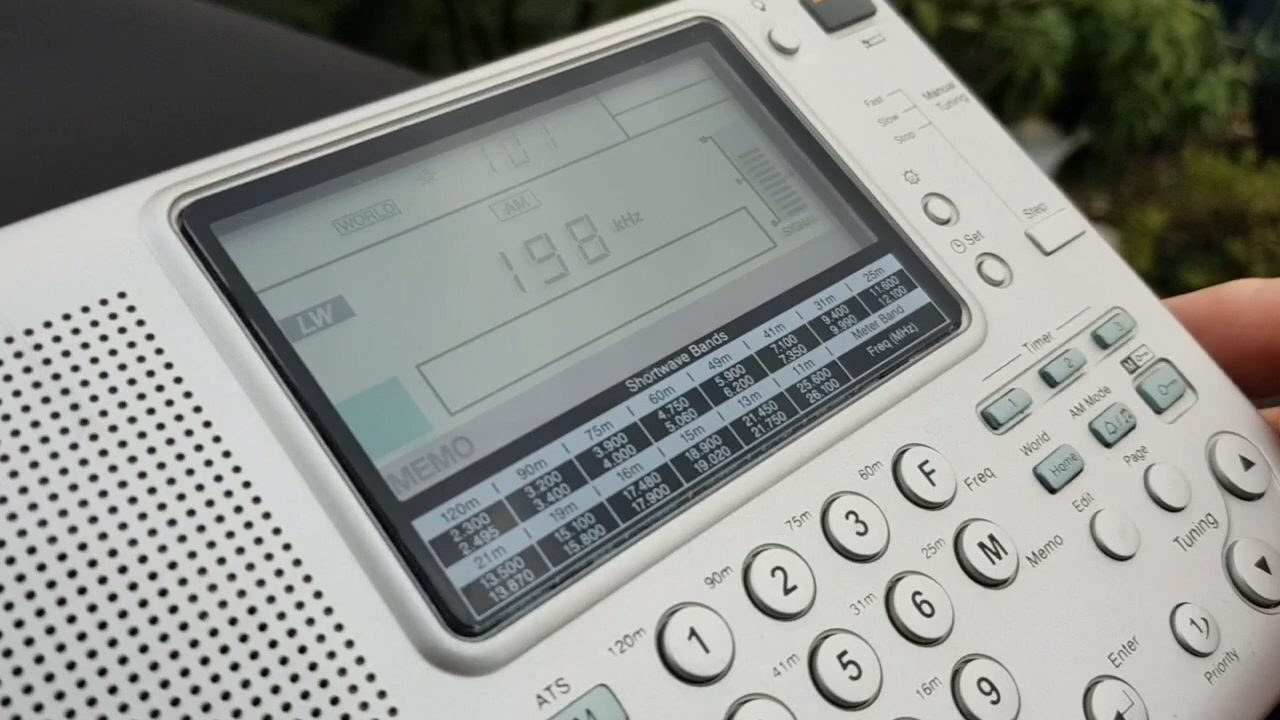 101
WORLD
AM
198 kHz
SIGNAL
LW
MEMO
Shortwave Bands
120m 90m 75m 60m 49m 41m 31m 25m
2.300 3.200 3.900 4.750 5.900 7.100 9.400 11.600
2.495 3.400 4.000 5.060 6.200 7.350 9.990 12.100
21m 19m 16m 15m 13m 11m Meter Band
13.500 15.100 17.480 18.900 21.450 25.600 Freq (MHz)
13.870 15.800 17.900 19.020 21.750 26.100
Fast
Slow
Stop
Manual
Tuning
Step
Set
Timer
1 2 3
AM Mode
M
World
Home
Page
Edit
Tuning
60m F Freq
75m 3
90m 2
120m 1
25m M Memo
31m 6
41m 5
16m 9
ATS
Enter
1
Priority